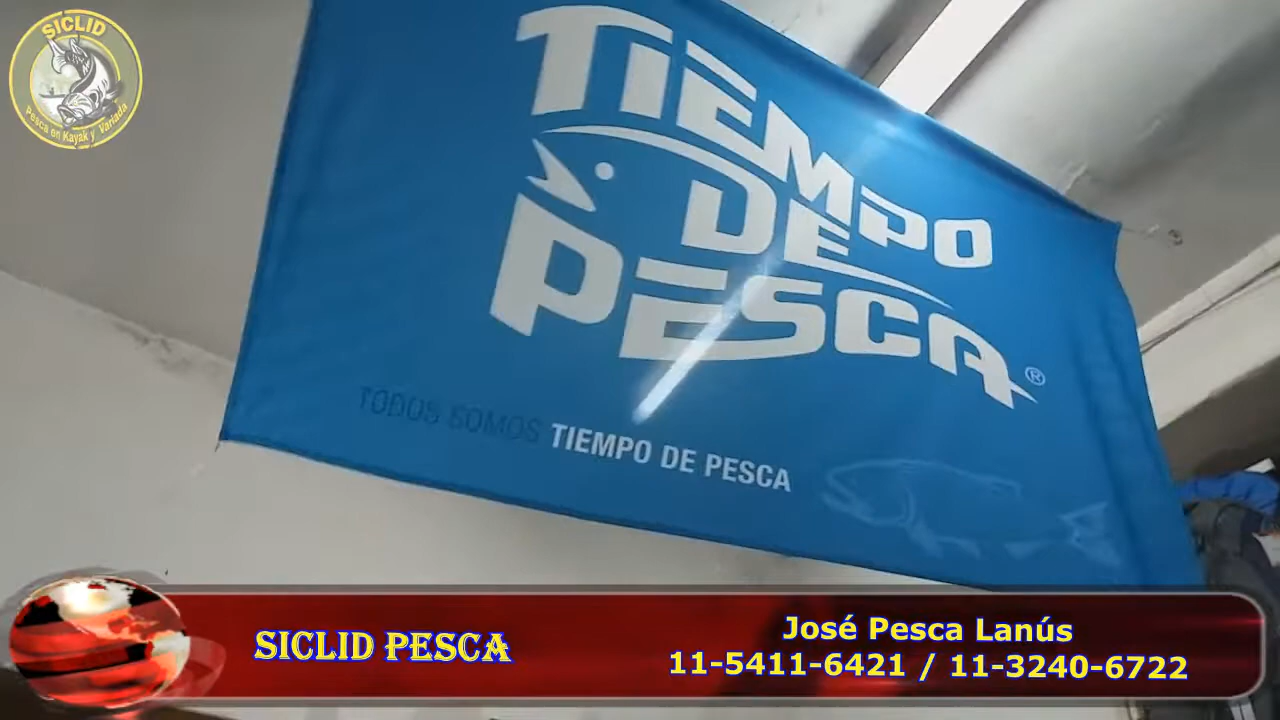 SICLID
Pesca en Kayak y Variada
TIEMPO
DE
PESCA
®
TODOS SOMOS TIEMPO DE PESCA
SICLID PESCA
José Pesca Lanús
11-5411-6421 / 11-3240-6722